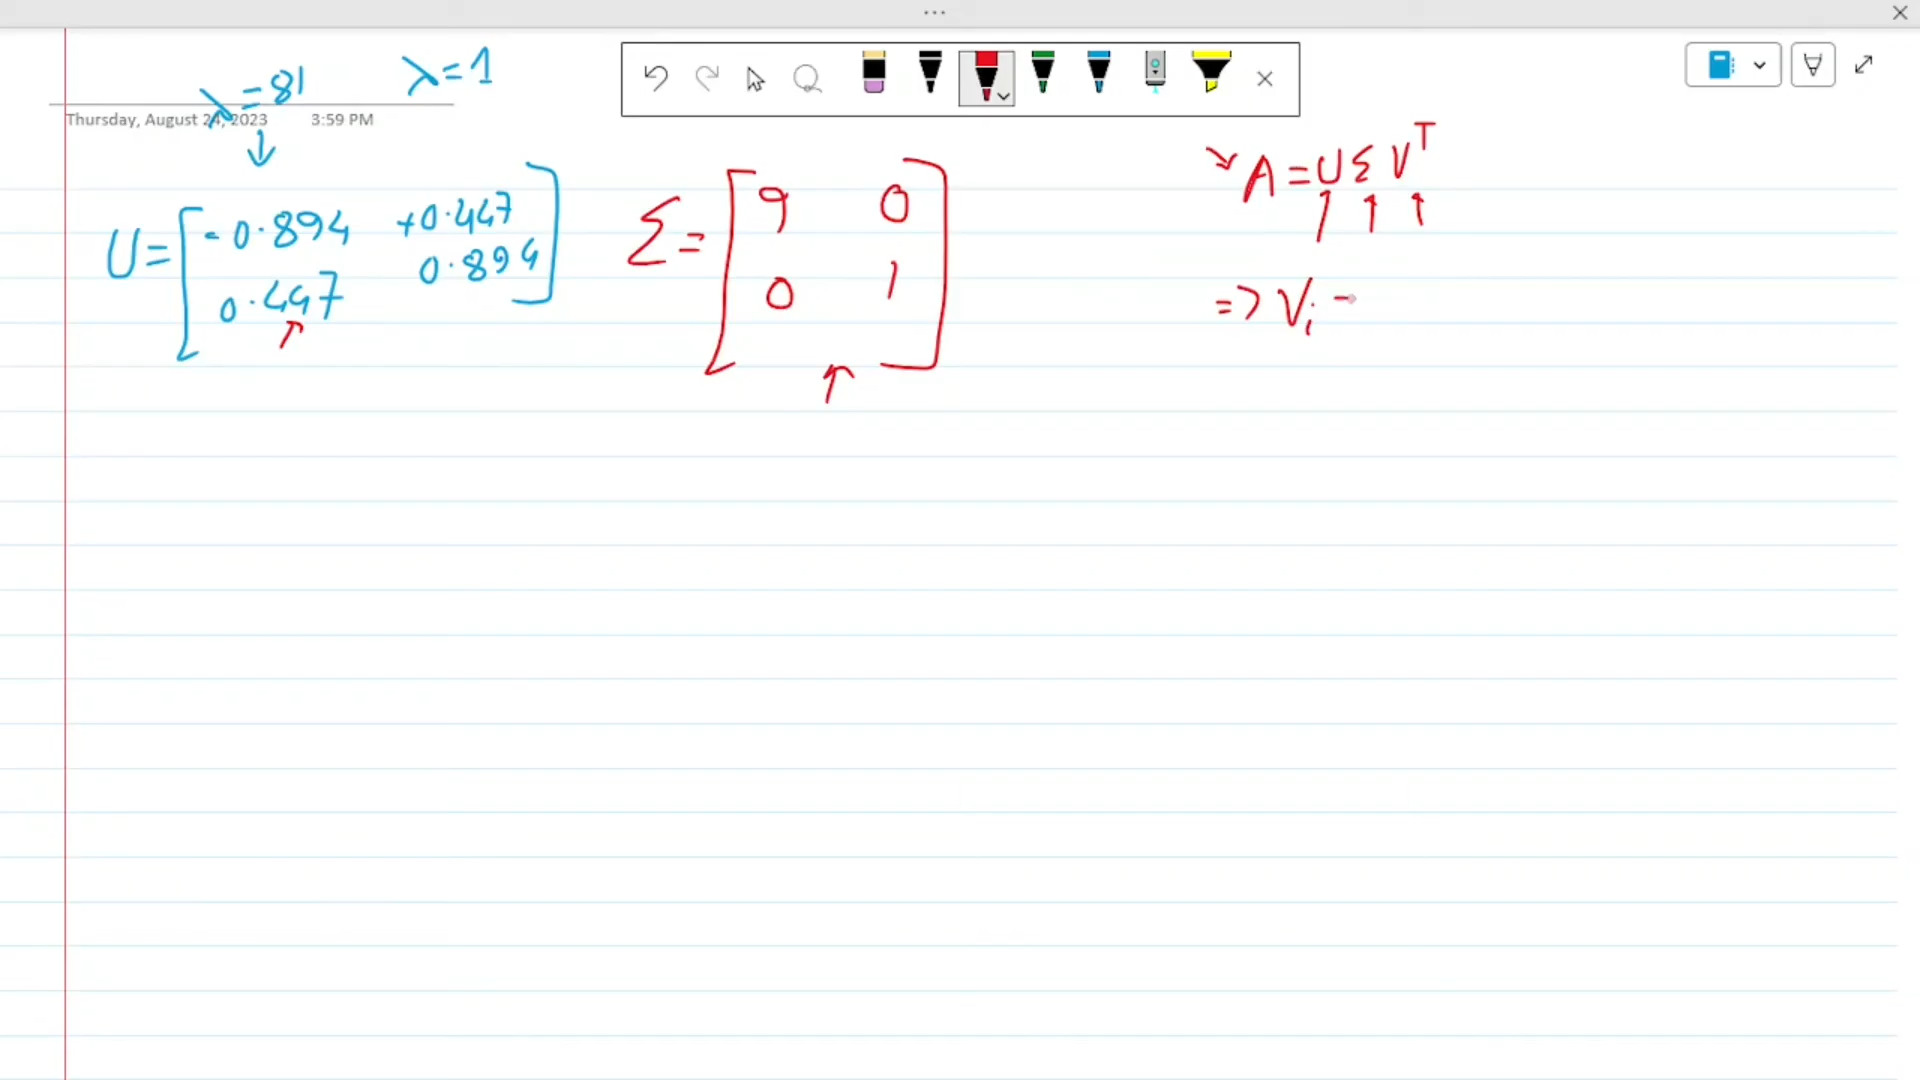 λ=81 λ=1
Thursday, August 24, 2023 3:59 PM
↓
A = U Σ V^T
U = [ -0.894 +0.447
0.447 0.894 ]
Σ = [ 9 0
0 1 ]
=> Vi -